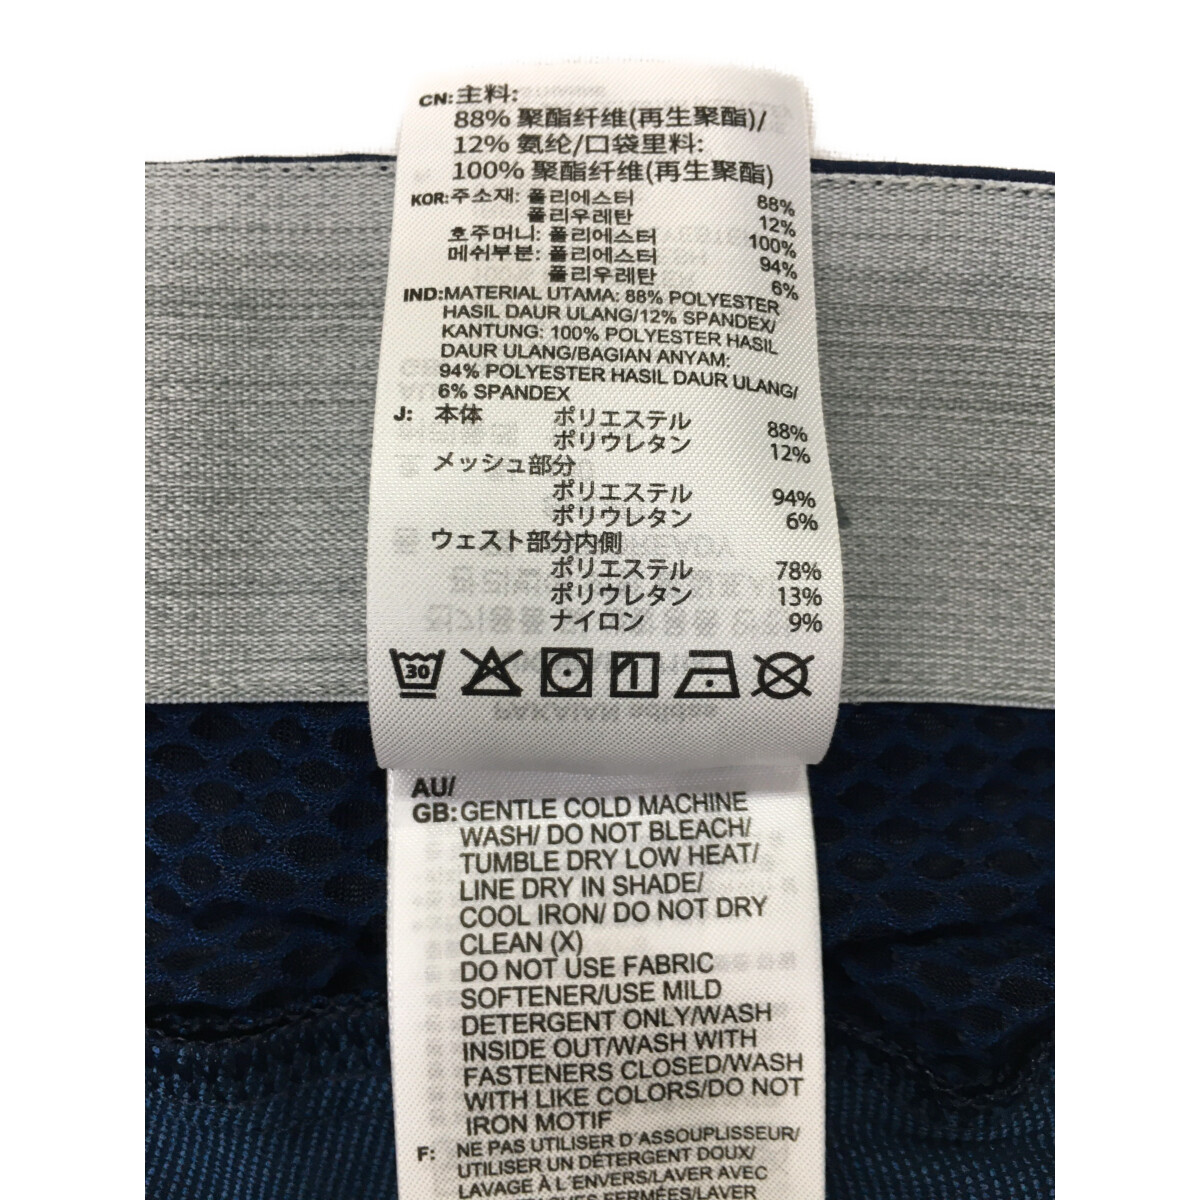 CN:主料:
88% 聚酯纤维(再生聚酯)/
12% 氨纶/口袋里料:
100% 聚酯纤维(再生聚酯)
KOR:주소재: 폴리에스터 88%
폴리우레탄 12%
호주머니: 폴리에스터 100%
메쉬부분: 폴리에스터 94%
폴리우레탄 6%
IND:MATERIAL UTAMA: 88% POLYESTER
HASIL DAUR ULANG/12% SPANDEX/
KANTUNG: 100% POLYESTER HASIL
DAUR ULANG/BAGIAN ANYAM:
94% POLYESTER HASIL DAUR ULANG/
6% SPANDEX
J: 本体 ポリエステル 88%
ポリウレタン 12%
メッシュ部分
ポリエステル 94%
ポリウレタン 6%
ウェスト部分内側
ポリエステル 78%
ポリウレタン 13%
ナイロン 9%
30
AU/
GB:GENTLE COLD MACHINE
WASH/ DO NOT BLEACH/
TUMBLE DRY LOW HEAT/
LINE DRY IN SHADE/
COOL IRON/ DO NOT DRY
CLEAN (X)
DO NOT USE FABRIC
SOFTENER/USE MILD
DETERGENT ONLY/WASH
INSIDE OUT/WASH WITH
FASTENERS CLOSED/WASH
WITH LIKE COLORS/DO NOT
IRON MOTIF
F: NE PAS UTILISER D'ASSOUPLISSEUR/
UTILISER UN DÉTERGENT DOUX/
LAVAGE À L'ENVERS/LAVER AVEC
FERMÉES/LAVER